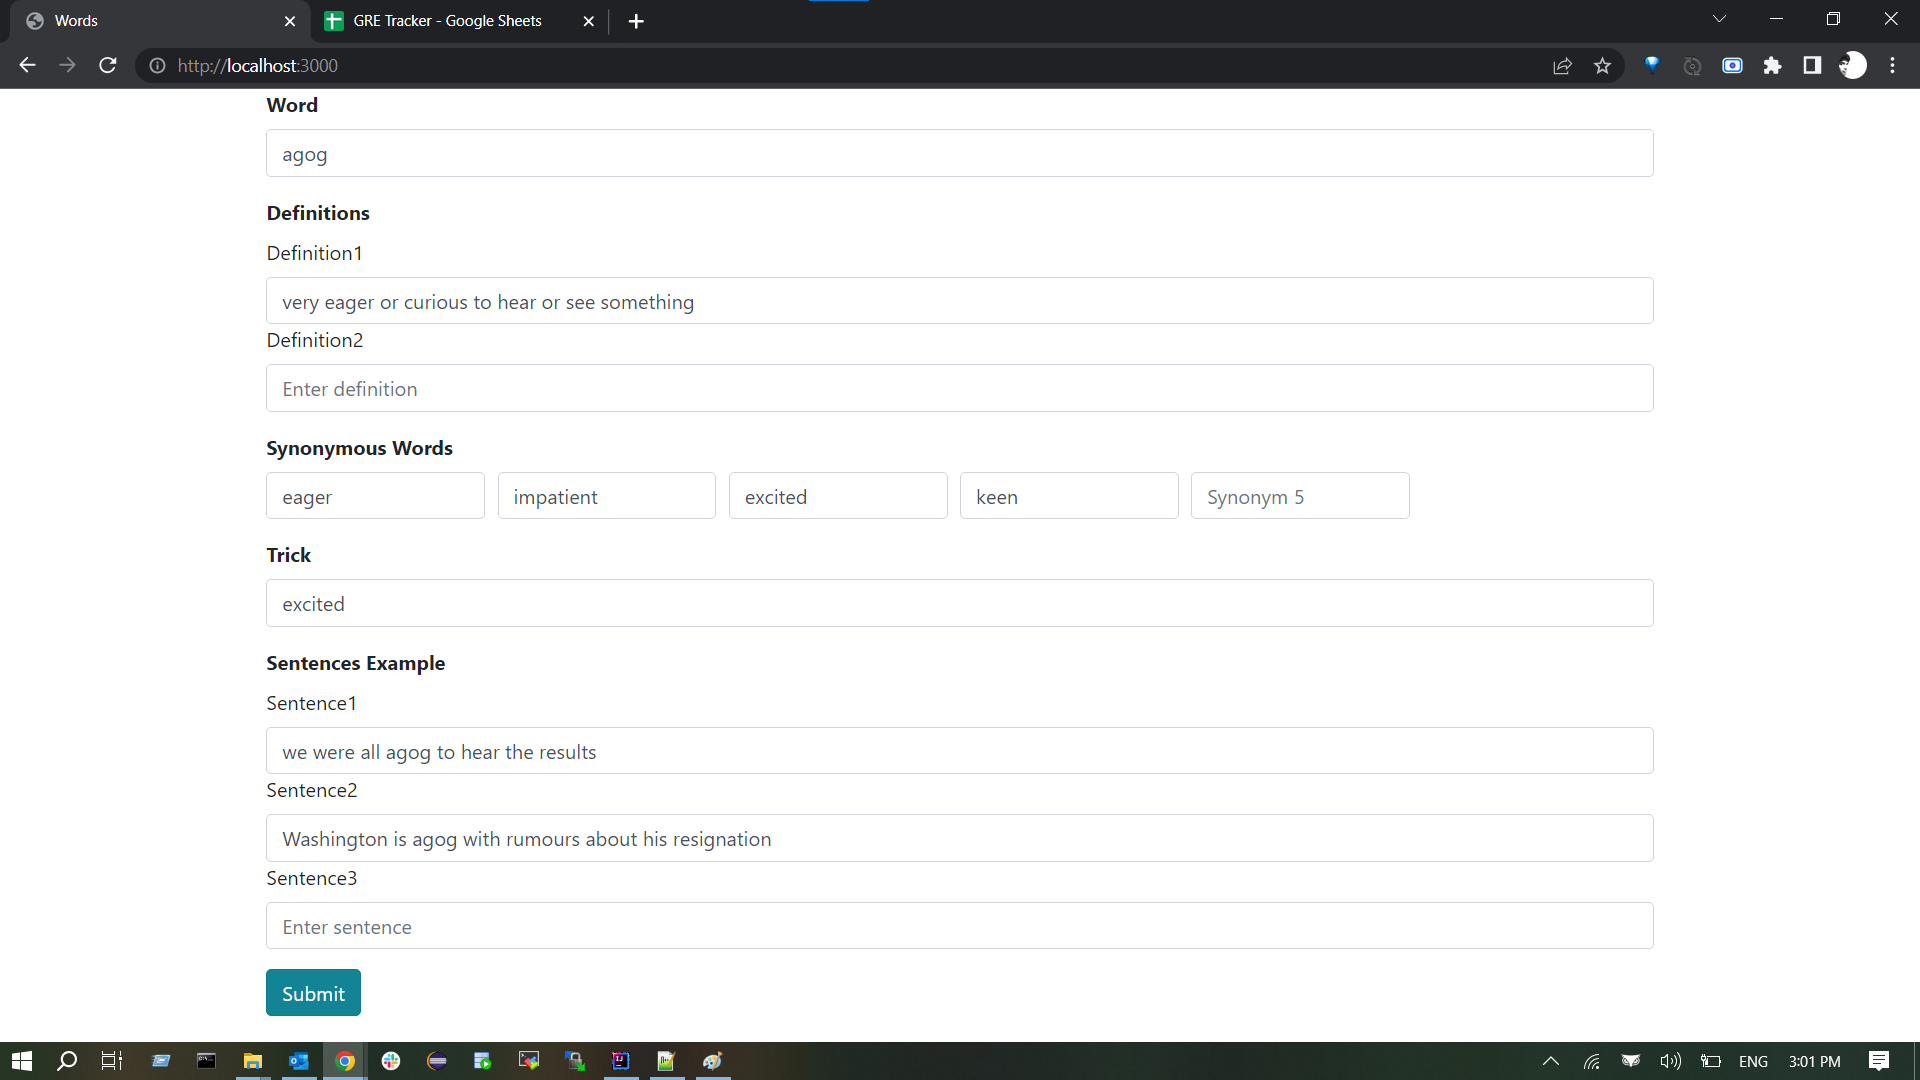 Words
GRE Tracker - Google Sheets
http://localhost:3000
Word
agog
Definitions
Definition1
very eager or curious to hear or see something
Definition2
Enter definition
Synonymous Words
eager impatient excited keen Synonym 5
Trick
excited
Sentences Example
Sentence1
we were all agog to hear the results
Sentence2
Washington is agog with rumours about his resignation
Sentence3
Enter sentence
Submit
ENG 3:01 PM